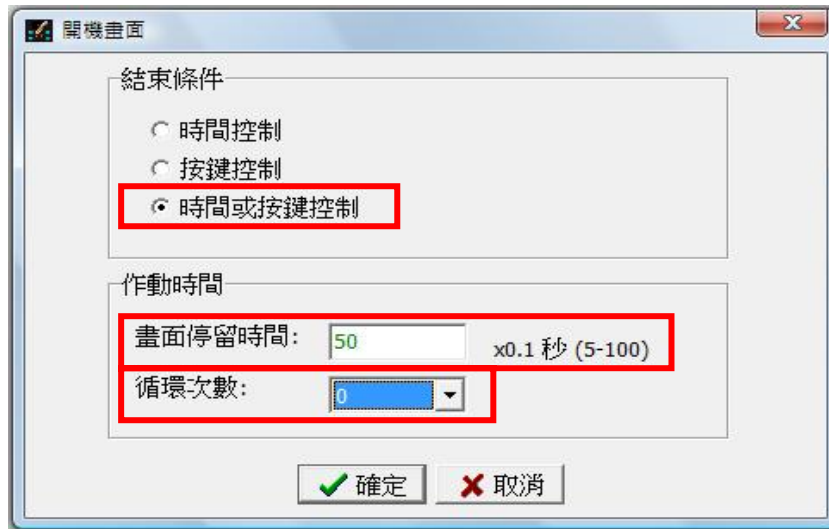 開機畫面
結束條件
時間控制
按鍵控制
時間或按鍵控制
作動時間
畫面停留時間: 50 x0.1 秒 (5-100)
循環次數: 0
確定 取消